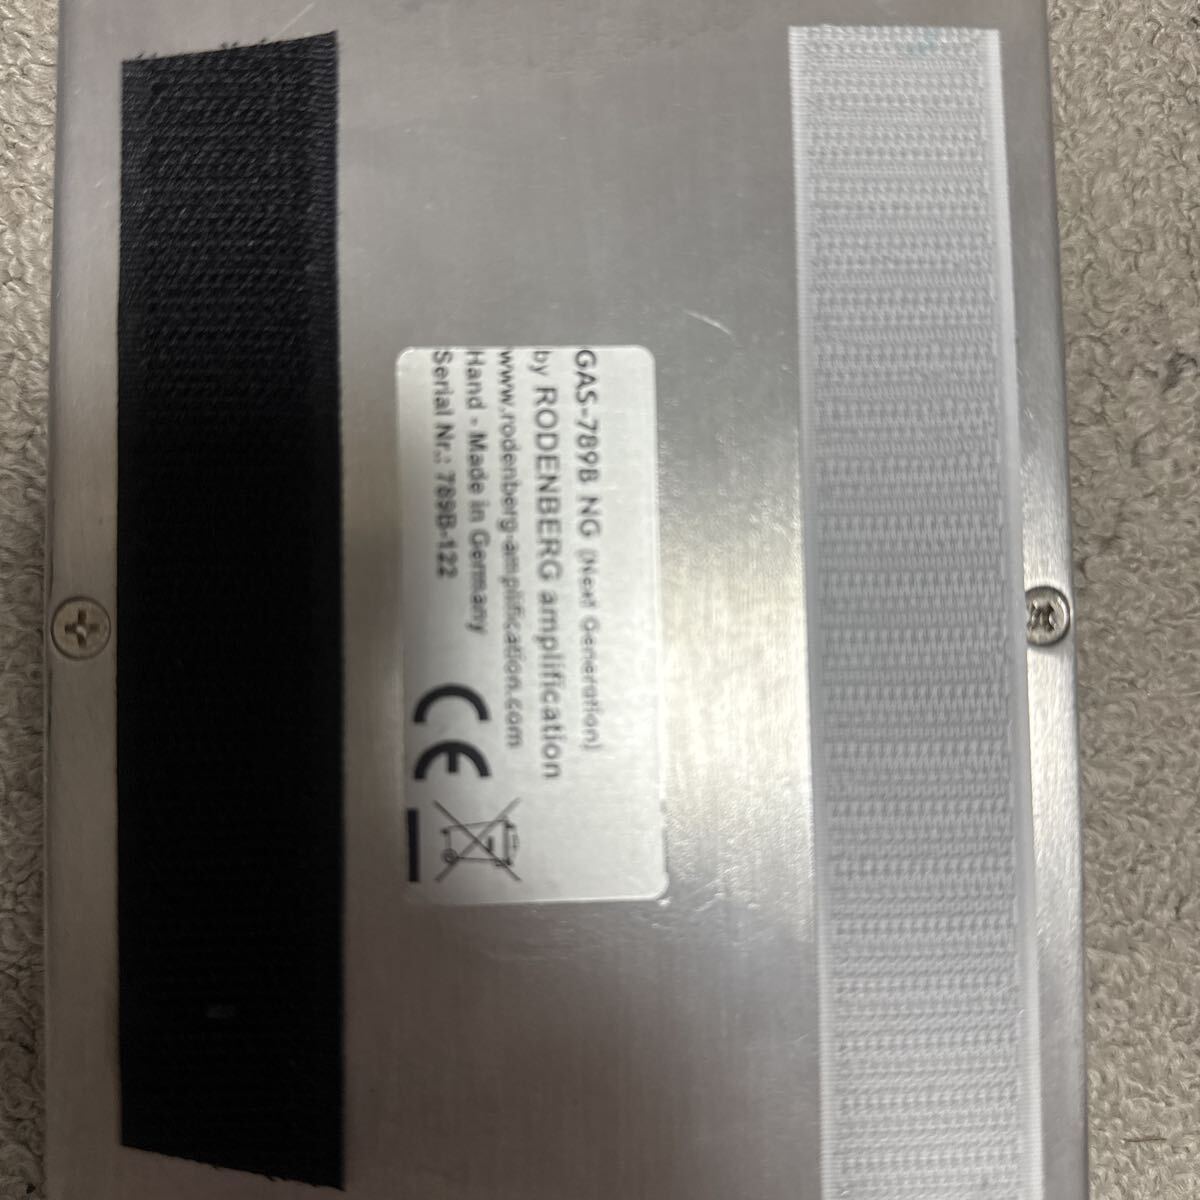 GAS-789B NG (Next Generation)
by RODENBERG amplification
www.rodenberg-amplification.com
Hand - Made in Germany
Serial Nr.: 789B-122
CE